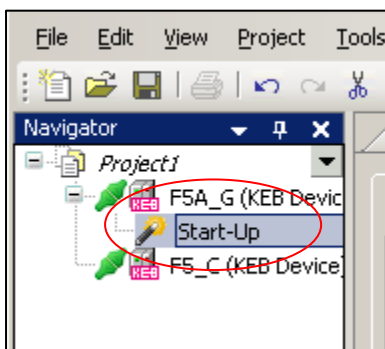 File Edit View Project Tools
Navigator
Project1
F5A_G (KEB Devic
KEB
Start-Up
F5_C (KEB Device)
KEB